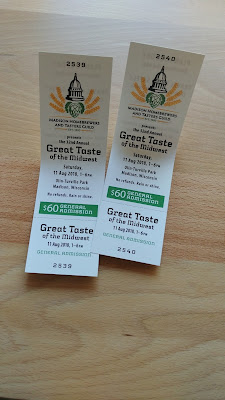 2539
MADISON HOMEBREWERS
AND TASTERS GUILD
presents
the 32nd Annual
Great Taste
of the Midwest
Saturday,
11 Aug 2018, 1–6PM
Olin-Turville Park
Madison, Wisconsin
No refunds. Rain or shine.
$60 GENERAL
ADMISSION
Great Taste
of the Midwest
11 Aug 2018, 1–6PM
GENERAL ADMISSION
2539
2540
MADISON HOMEBREWERS
AND TASTERS GUILD
presents
the 32nd Annual
Great Taste
of the Midwest
Saturday,
11 Aug 2018, 1–6PM
Olin-Turville Park
Madison, Wisconsin
No refunds. Rain or shine.
$60 GENERAL
ADMISSION
Great Taste
of the Midwest
11 Aug 2018, 1–6PM
GENERAL ADMISSION
2540